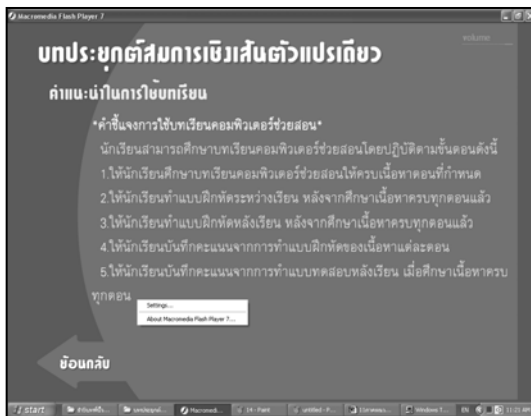 Macromedia Flash Player 7
volume
บทประยุกต์สมการเชิงเส้นตัวแปรเดียว
คำแนะนำในการใช้บทเรียน
*คำชี้แจงการใช้บทเรียนคอมพิวเตอร์ช่วยสอน*
นักเรียนสามารถศึกษาบทเรียนคอมพิวเตอร์ช่วยสอนโดยปฏิบัติตามขั้นตอนดังนี้
1.ให้นักเรียนศึกษาบทเรียนคอมพิวเตอร์ช่วยสอนให้ครบเนื้อหาตอนที่กำหนด
2.ให้นักเรียนทำแบบฝึกหัดระหว่างเรียน หลังจากศึกษาเนื้อหาครบทุกตอนแล้ว
3.ให้นักเรียนทำแบบฝึกหัดหลังเรียน หลังจากศึกษาเนื้อหาครบทุกตอนแล้ว
4.ให้นักเรียนบันทึกคะแนนจากการทำแบบฝึกหัดของเนื้อหาแต่ละตอน
5.ให้นักเรียนบันทึกคะแนนจากการทำแบบทดสอบหลังเรียน เมื่อศึกษาเนื้อหาครบ
ทุกตอน
Settings...
About Macromedia Flash Player 7...
ย้อนกลับ
start Macromedi... 14 - Paint untitled - P... Windows T... EN 11:21 AM